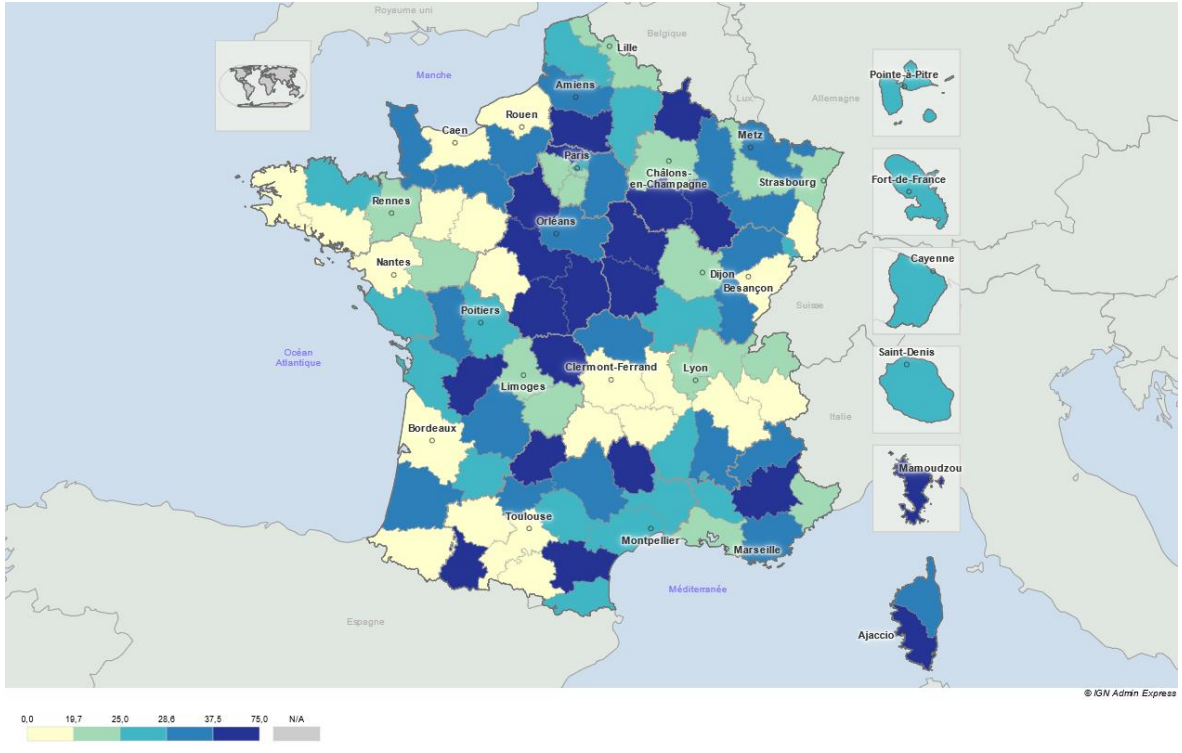 Royaume uni
Belgique
Lille
Manche
Amiens
Lux.
Allemagne
Rouen
Caen
Metz
Paris
Châlons-
en-Champagne
Strasbourg
Rennes
Orléans
Nantes
Dijon
Besançon
Suisse
Poitiers
Océan
Atlantique
Clermont-Ferrand
Lyon
Limoges
Italie
Bordeaux
Toulouse
Montpellier
Marseille
Méditerranée
Espagne
Ajaccio
Pointe-à-Pitre
Fort-de-France
Cayenne
Saint-Denis
Mamoudzou
© IGN Admin Express
0,0 19,7 25,0 28,6 37,5 75,0 N/A